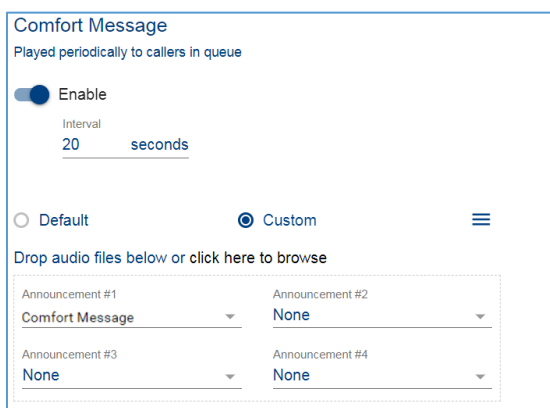 Comfort Message
Played periodically to callers in queue
Enable
Interval
20 seconds
Default Custom
Drop audio files below or click here to browse
Announcement #1 Announcement #2
Comfort Message None
Announcement #3 Announcement #4
None None